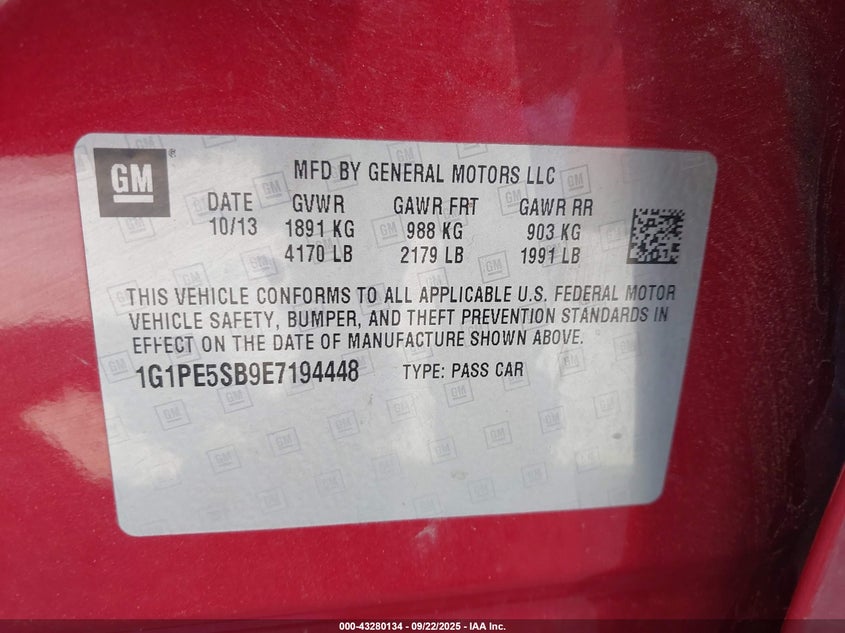 GM ®
MFD BY GENERAL MOTORS LLC
DATE GVWR GAWR FRT GAWR RR
10/13 1891 KG 988 KG 903 KG
4170 LB 2179 LB 1991 LB
THIS VEHICLE CONFORMS TO ALL APPLICABLE U.S. FEDERAL MOTOR
VEHICLE SAFETY, BUMPER, AND THEFT PREVENTION STANDARDS IN
EFFECT ON THE DATE OF MANUFACTURE SHOWN ABOVE.
1G1PE5SB9E7194448 TYPE: PASS CAR
000-43280134 - 09/22/2025 - IAA Inc.